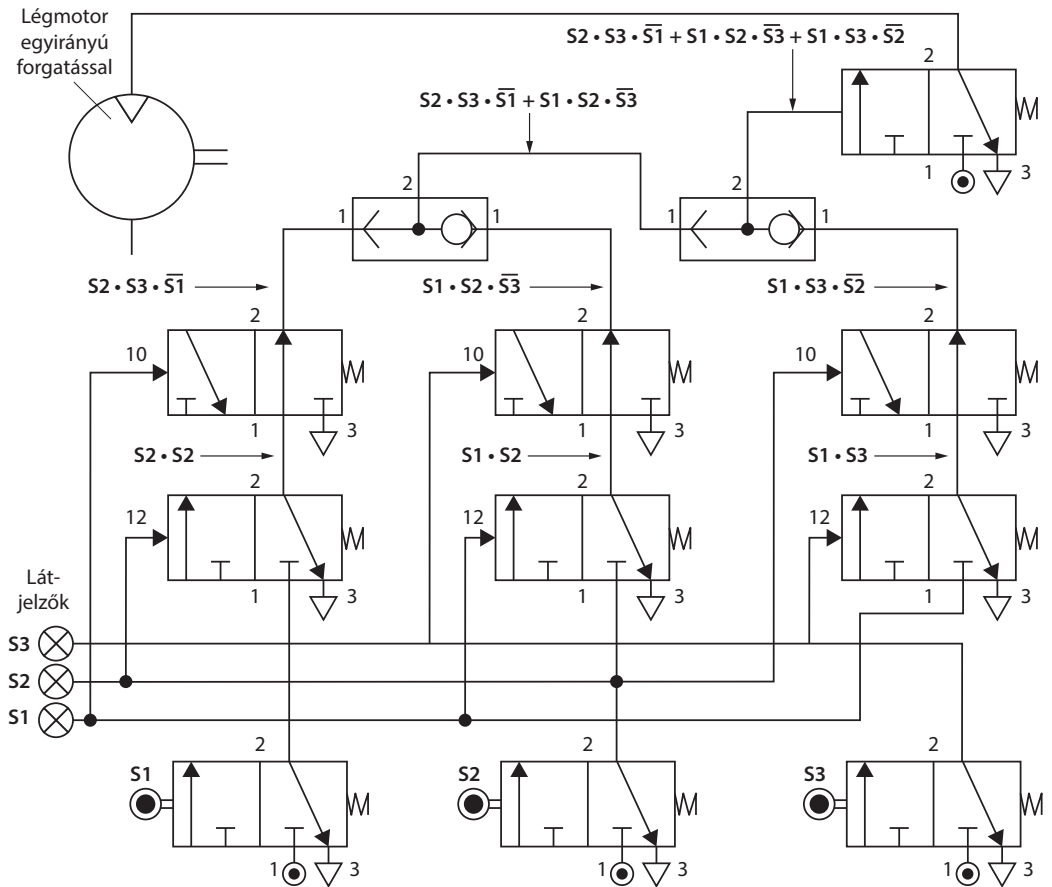 Légmotor
egyirányú
forgatással
S2 • S3 • S̅1̅ + S1 • S2 • S̅3̅ + S1 • S3 • S̅2̅
2
S2 • S3 • S̅1̅ + S1 • S2 • S̅3̅
1 3
2 2
1 1 1 1
S2 • S3 • S̅1̅ S1 • S2 • S̅3̅ S1 • S3 • S̅2̅
2 2 2
10 10 10
1 3 1 3 1 3
S2 • S2 S1 • S2 S1 • S3
2 2 2
12 12 12
1 3 1 3 1 3
Lát-
jelzők
S3
S2
S1
2 2 2
S1 S2 S3
1 3 1 3 1 3